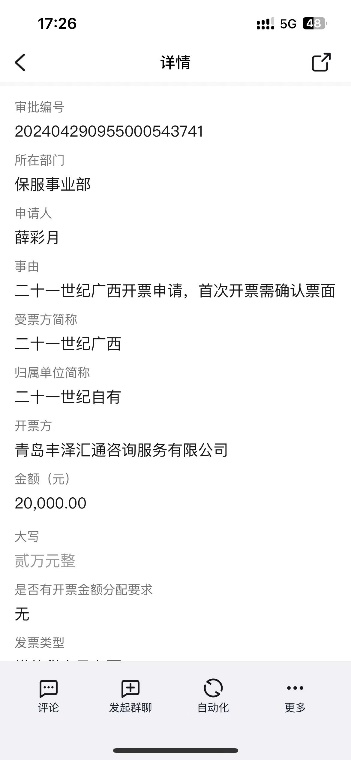 17:26
5G
48
详情
审批编号
202404290955000543741
所在部门
保服事业部
申请人
薛彩月
事由
二十一世纪广西开票申请，首次开票需确认票面
受票方简称
二十一世纪广西
归属单位简称
二十一世纪自有
开票方
青岛丰泽汇通咨询服务有限公司
金额（元）
20,000.00
大写
贰万元整
是否有开票金额分配要求
无
发票类型
评论
发起群聊
自动化
更多